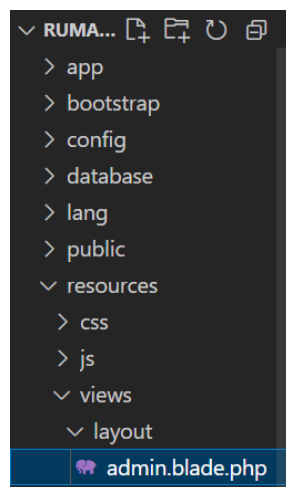 RUMA...
app
bootstrap
config
database
lang
public
resources
css
js
views
layout
admin.blade.php